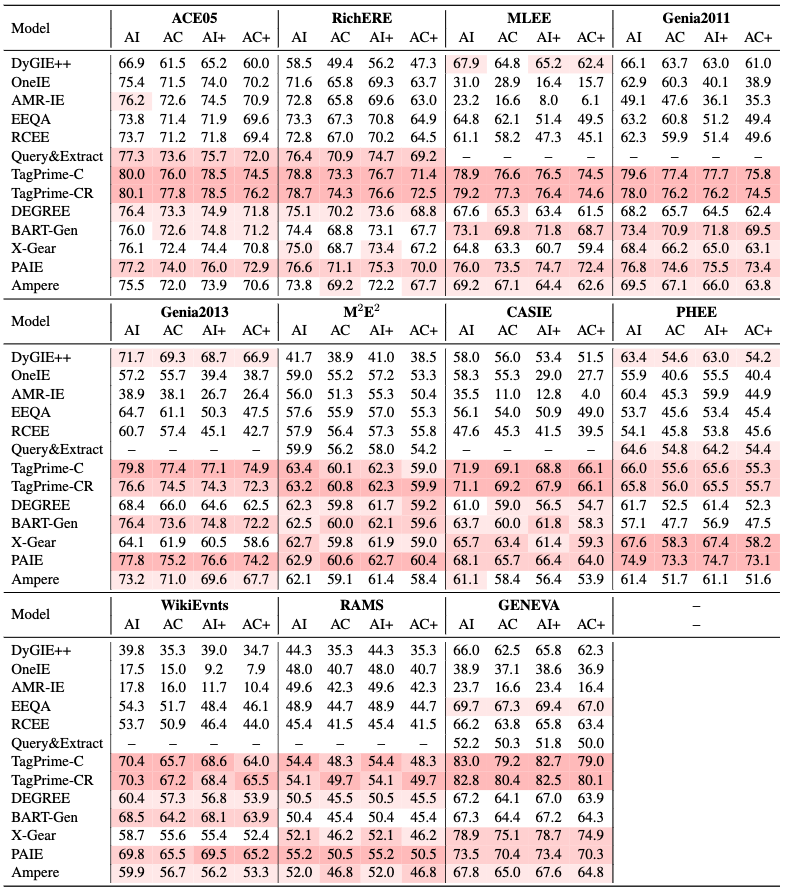 Model ACE05 RichERE MLEE Genia2011
AI AC AI+ AC+ AI AC AI+ AC+ AI AC AI+ AC+ AI AC AI+ AC+
DyGIE++ 66.9 61.5 65.2 60.0 58.5 49.4 56.2 47.3 67.9 64.8 65.2 62.4 66.1 63.7 63.0 61.0
OneIE 75.4 71.5 74.0 70.2 71.6 65.8 69.3 63.7 31.0 28.9 16.4 15.7 62.9 60.3 40.1 38.9
AMR-IE 76.2 72.6 74.5 70.9 72.8 65.8 69.6 63.0 23.2 16.6 8.0 6.1 49.1 47.6 36.1 35.3
EEQA 73.8 71.4 71.9 69.6 73.3 67.3 70.8 64.9 64.8 62.1 51.4 49.5 63.2 60.8 51.2 49.4
RCEE 73.7 71.2 71.8 69.4 72.8 67.0 70.2 64.5 61.1 58.2 47.3 45.1 62.3 59.9 51.4 49.6
Query&Extract 77.3 73.6 75.7 72.0 76.4 70.9 74.7 69.2 – – – – – – – –
TagPrime-C 80.0 76.0 78.5 74.5 78.8 73.3 76.7 71.4 78.9 76.6 76.5 74.5 79.6 77.4 77.7 75.8
TagPrime-CR 80.1 77.8 78.5 76.2 78.7 74.3 76.6 72.5 79.2 77.3 76.4 74.6 78.0 76.2 76.2 74.5
DEGREE 76.4 73.3 74.9 71.8 75.1 70.2 73.6 68.8 67.6 65.3 63.4 61.5 68.2 65.7 64.5 62.4
BART-Gen 76.0 72.6 74.8 71.2 74.4 68.8 73.1 67.7 73.1 69.8 71.8 68.7 73.4 70.9 71.8 69.5
X-Gear 76.1 72.4 74.4 70.8 75.0 68.7 73.4 67.2 64.8 63.3 60.7 59.4 68.4 66.2 65.0 63.1
PAIE 77.2 74.0 76.0 72.9 76.6 71.1 75.3 70.0 76.0 73.5 74.7 72.4 76.8 74.6 75.5 73.4
Ampere 75.5 72.0 73.9 70.6 73.8 69.2 72.2 67.7 69.2 67.1 64.4 62.6 69.5 67.1 66.0 63.8
Model Genia2013 M²E² CASIE PHEE
AI AC AI+ AC+ AI AC AI+ AC+ AI AC AI+ AC+ AI AC AI+ AC+
DyGIE++ 71.7 69.3 68.7 66.9 41.7 38.9 41.0 38.5 58.0 56.0 53.4 51.5 63.4 54.6 63.0 54.2
OneIE 57.2 55.7 39.4 38.7 59.0 55.2 57.2 53.3 58.3 55.3 29.0 27.7 55.9 40.6 55.5 40.4
AMR-IE 38.9 38.1 26.7 26.4 56.0 51.3 55.3 50.4 35.5 11.0 12.8 4.0 60.4 45.3 59.9 44.9
EEQA 64.7 61.1 50.3 47.5 57.6 55.9 57.0 55.3 56.1 54.0 50.9 49.0 53.7 45.6 53.4 45.4
RCEE 60.7 57.4 45.1 42.7 57.9 56.4 57.3 55.8 47.6 45.3 41.5 39.5 54.1 45.8 53.8 45.6
Query&Extract – – – – 59.9 56.2 58.0 54.2 – – – – 64.6 54.8 64.2 54.4
TagPrime-C 79.8 77.4 77.1 74.9 63.4 60.1 62.3 59.0 71.9 69.1 68.8 66.1 66.0 55.6 65.6 55.3
TagPrime-CR 76.6 74.5 74.3 72.3 63.2 60.8 62.3 59.9 71.1 69.2 67.9 66.1 65.8 56.0 65.5 55.7
DEGREE 68.4 66.0 64.6 62.5 62.3 59.8 61.7 59.2 61.0 59.0 56.5 54.7 61.7 52.5 61.4 52.3
BART-Gen 76.4 73.6 74.8 72.2 62.5 60.0 62.1 59.6 63.7 60.0 61.8 58.3 57.1 47.7 56.9 47.5
X-Gear 64.1 61.9 60.5 58.6 62.7 59.8 61.9 59.0 65.7 63.4 61.4 59.3 67.6 58.3 67.4 58.2
PAIE 77.8 75.2 76.6 74.2 62.9 60.6 62.7 60.4 68.1 65.7 66.4 64.0 74.9 73.3 74.7 73.1
Ampere 73.2 71.0 69.6 67.7 62.1 59.1 61.4 58.4 61.1 58.4 56.4 53.9 61.4 51.7 61.1 51.6
Model WikiEvnts RAMS GENEVA –
AI AC AI+ AC+ AI AC AI+ AC+ AI AC AI+ AC+ –
DyGIE++ 39.8 35.3 39.0 34.7 44.3 35.3 44.3 35.3 66.0 62.5 65.8 62.3
OneIE 17.5 15.0 9.2 7.9 48.0 40.7 48.0 40.7 38.9 37.1 38.6 36.9
AMR-IE 17.8 16.0 11.7 10.4 49.6 42.3 49.6 42.3 23.7 16.6 23.4 16.4
EEQA 54.3 51.7 48.4 46.1 48.9 44.7 48.9 44.7 69.7 67.3 69.4 67.0
RCEE 53.7 50.9 46.4 44.0 45.4 41.5 45.4 41.5 66.2 63.8 65.8 63.4
Query&Extract – – – – – – – – 52.2 50.3 51.8 50.0
TagPrime-C 70.4 65.7 68.6 64.0 54.4 48.3 54.4 48.3 83.0 79.2 82.7 79.0
TagPrime-CR 70.3 67.2 68.4 65.5 54.1 49.7 54.1 49.7 82.8 80.4 82.5 80.1
DEGREE 60.4 57.3 56.8 53.9 50.5 45.5 50.5 45.5 67.2 64.1 67.0 63.9
BART-Gen 68.5 64.2 68.1 63.9 50.4 45.4 50.4 45.4 67.3 64.4 67.2 64.3
X-Gear 58.7 55.6 55.4 52.4 52.1 46.2 52.1 46.2 78.9 75.1 78.7 74.9
PAIE 69.8 65.5 69.5 65.2 55.2 50.5 55.2 50.5 73.5 70.4 73.4 70.3
Ampere 59.9 56.7 56.2 53.3 52.0 46.8 52.0 46.8 67.8 65.0 67.6 64.8